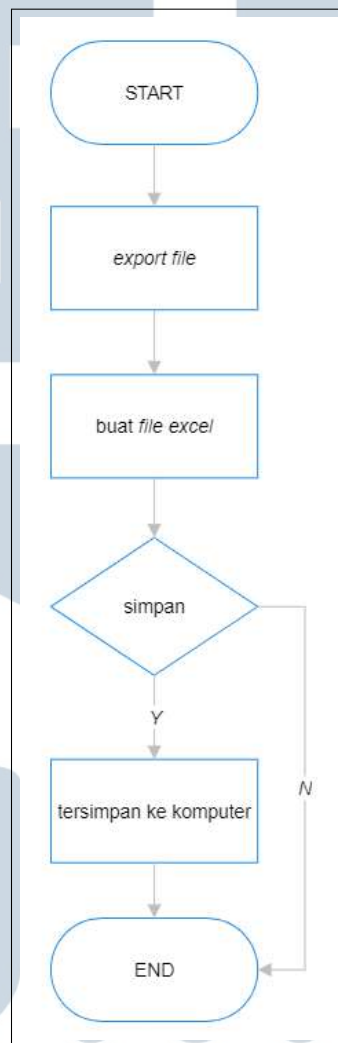 START
export file
buat file excel
simpan
Y
N
tersimpan ke komputer
END